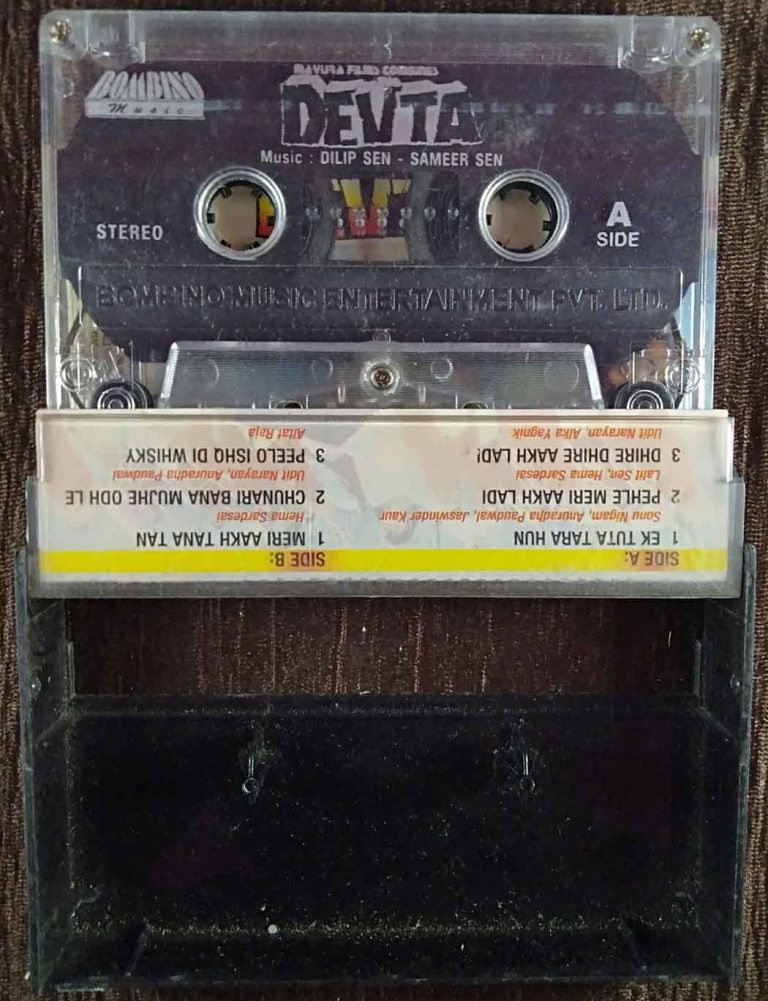 BOMBINO
Music
MAYURA FILMS COMBINES
DEVTA
Music : DILIP SEN - SAMEER SEN
STEREO
A
SIDE
BOMBINO MUSIC ENTERTAINMENT PVT. LTD.
SIDE A:
1 EK TUTA TARA HUN
Sonu Nigam, Anuradha Paudwal, Jaswinder Kaur
2 PEHLE MERI AAKH LADI
Lalit Sen, Hema Sardesai
3 DHIRE DHIRE AAKH LADI
Udit Narayan, Alka Yagnik
SIDE B:
1 MERI AAKH TANA TAN
Hema Sardesai
2 CHUNARI BANA MUJHE ODH LE
Udit Narayan, Anuradha Paudwal
3 PEELO ISHQ DI WHISKY
Altaf Raja